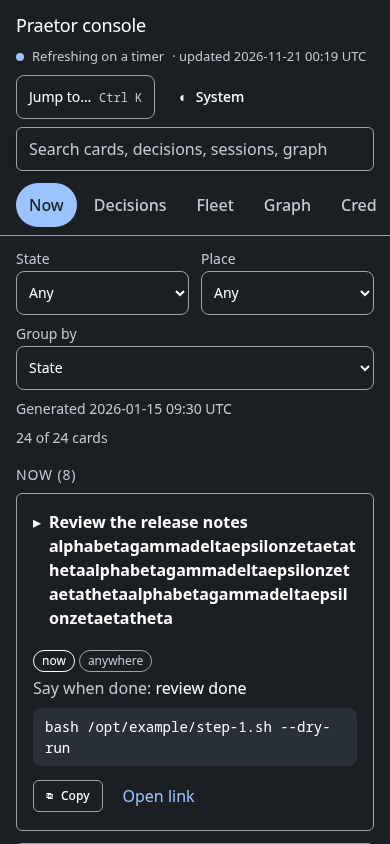 Praetor console
Refreshing on a timer · updated 2026-11-21 00:19 UTC
Jump to... Ctrl K System
Search cards, decisions, sessions, graph
Now Decisions Fleet Graph Cred
State Place
Any Any
Group by
State
Generated 2026-01-15 09:30 UTC
24 of 24 cards
NOW (8)
Review the release notes
alphabetagammadeltaepsilonzetaetat
hetaalphabetagammadeltaepsilonzet
aetathetaalphabetagammadeltaepsil
onzetaetatheta
now anywhere
Say when done: review done
bash /opt/example/step-1.sh --dry-
run
Copy Open link